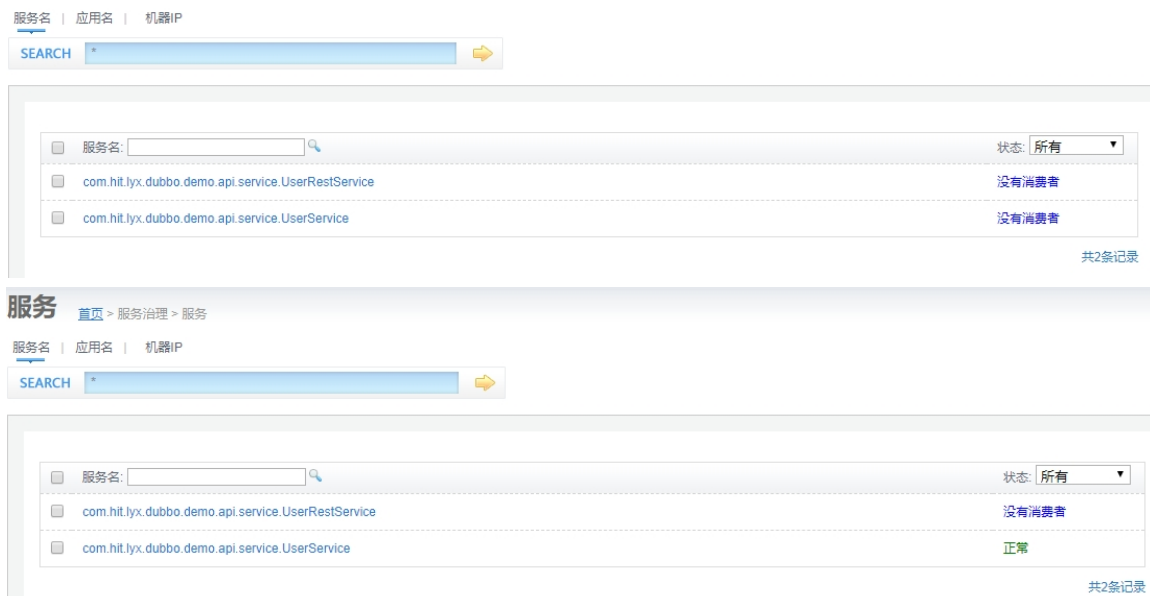 服务名 | 应用名 | 机器IP
SEARCH *
服务名: 状态: 所有
com.hit.lyx.dubbo.demo.api.service.UserRestService 没有消费者
com.hit.lyx.dubbo.demo.api.service.UserService 没有消费者
共2条记录
服务 首页 > 服务治理 > 服务
服务名 | 应用名 | 机器IP
SEARCH *
服务名: 状态: 所有
com.hit.lyx.dubbo.demo.api.service.UserRestService 没有消费者
com.hit.lyx.dubbo.demo.api.service.UserService 正常
共2条记录